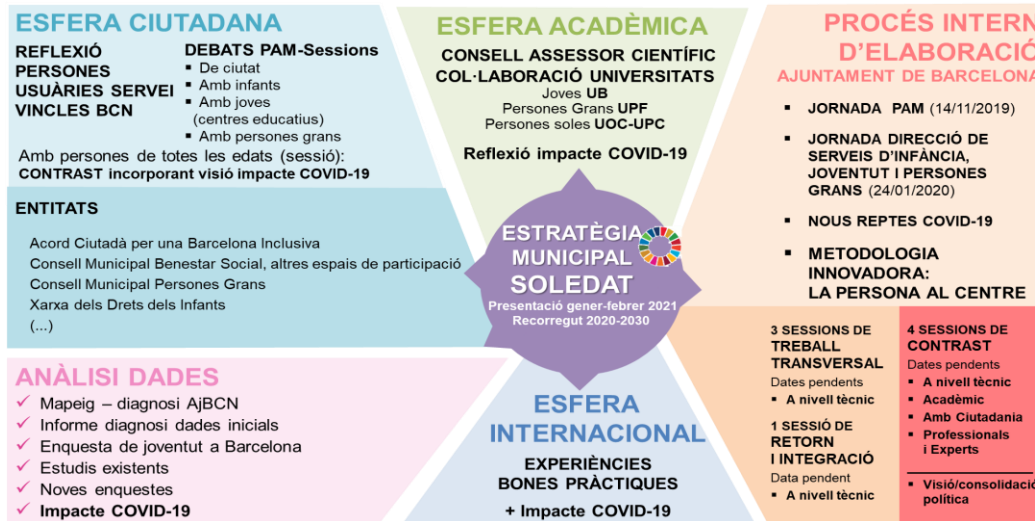 ESFERA CIUTADANA
REFLEXIÓ
PERSONES
USUÀRIES SERVEI
VINCLES BCN
DEBATS PAM-Sessions
▪ De ciutat
▪ Amb infants
▪ Amb joves
(centres educatius)
▪ Amb persones grans
Amb persones de totes les edats (sessió):
CONTRAST incorporant visió impacte COVID-19
ENTITATS
Acord Ciutadà per una Barcelona Inclusiva
Consell Municipal Benestar Social, altres espais de participació
Consell Municipal Persones Grans
Xarxa dels Drets dels Infants
(...)
ANÀLISI DADES
✓ Mapeig – diagnosi AjBCN
✓ Informe diagnosi dades inicials
✓ Enquesta de joventut a Barcelona
✓ Estudis existents
✓ Noves enquestes
✓ Impacte COVID-19
ESFERA ACADÈMICA
CONSELL ASSESSOR CIENTÍFIC
COL·LABORACIÓ UNIVERSITATS
Joves UB
Persones Grans UPF
Persones soles UOC-UPC
Reflexió impacte COVID-19
ESTRATÈGIA
MUNICIPAL
SOLEDAT
Presentació gener-febrer 2021
Recorregut 2020-2030
ESFERA
INTERNACIONAL
EXPERIÈNCIES
BONES PRÀCTIQUES
+ Impacte COVID-19
PROCÉS INTERN
D'ELABORACIÓ
AJUNTAMENT DE BARCELONA
▪ JORNADA PAM (14/11/2019)
▪ JORNADA DIRECCIÓ DE
SERVEIS D'INFÀNCIA,
JOVENTUT I PERSONES
GRANS (24/01/2020)
▪ NOUS REPTES COVID-19
▪ METODOLOGIA
INNOVADORA:
LA PERSONA AL CENTRE
3 SESSIONS DE
TREBALL
TRANSVERSAL
Dates pendents
▪ A nivell tècnic
1 SESSIÓ DE
RETORN
I INTEGRACIÓ
Data pendent
▪ A nivell tècnic
4 SESSIONS DE
CONTRAST
Dates pendents
▪ A nivell tècnic
▪ Acadèmic
▪ Amb Ciutadania
▪ Professionals
i Experts
▪ Visió/consolidació
política